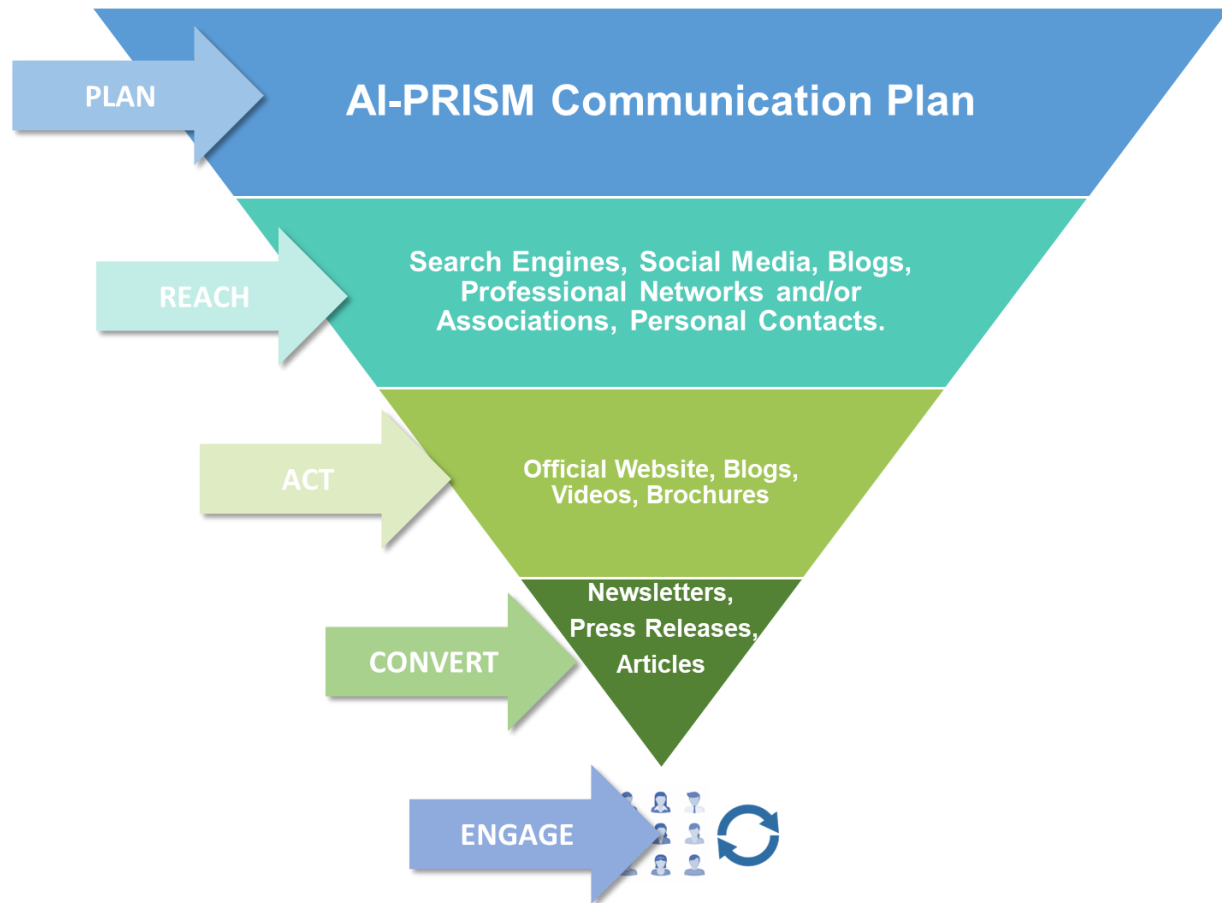 PLAN
AI-PRISM Communication Plan
REACH
Search Engines, Social Media, Blogs,
Professional Networks and/or
Associations, Personal Contacts.
ACT
Official Website, Blogs,
Videos, Brochures
CONVERT
Newsletters,
Press Releases,
Articles
ENGAGE